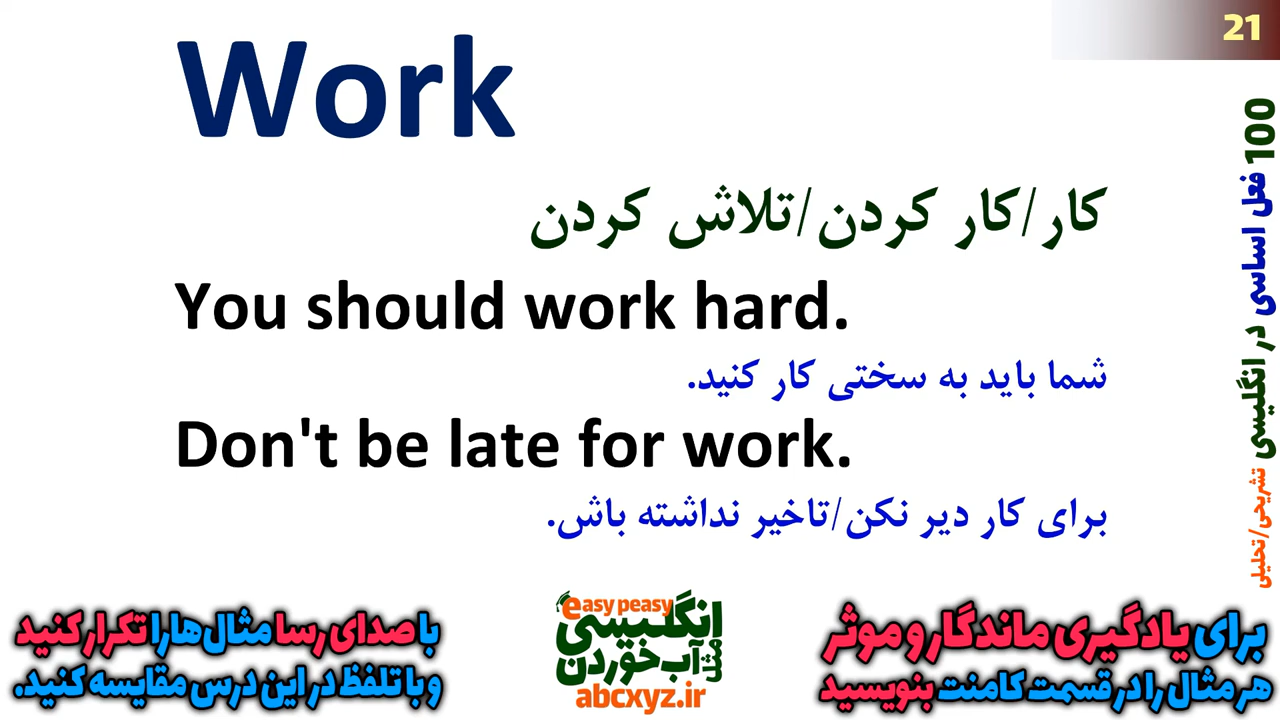 21
Work
کار/کار کردن/تلاش کردن
You should work hard.
شما باید به سختی کار کنید.
Don't be late for work.
برای کار دیر نکن/تاخیر نداشته باش.
100 فعل اساسی در انگلیسی
تشریحی/تحلیلی
برای یادگیری ماندگار و موثر
هر مثال را در قسمت کامنت بنویسید
easy peasy
انگلیسی
مثل
آب خوردن
abcxyz.ir
با صدای رسا مثال‌ها را تکرار کنید
و با تلفظ در این درس مقایسه کنید.